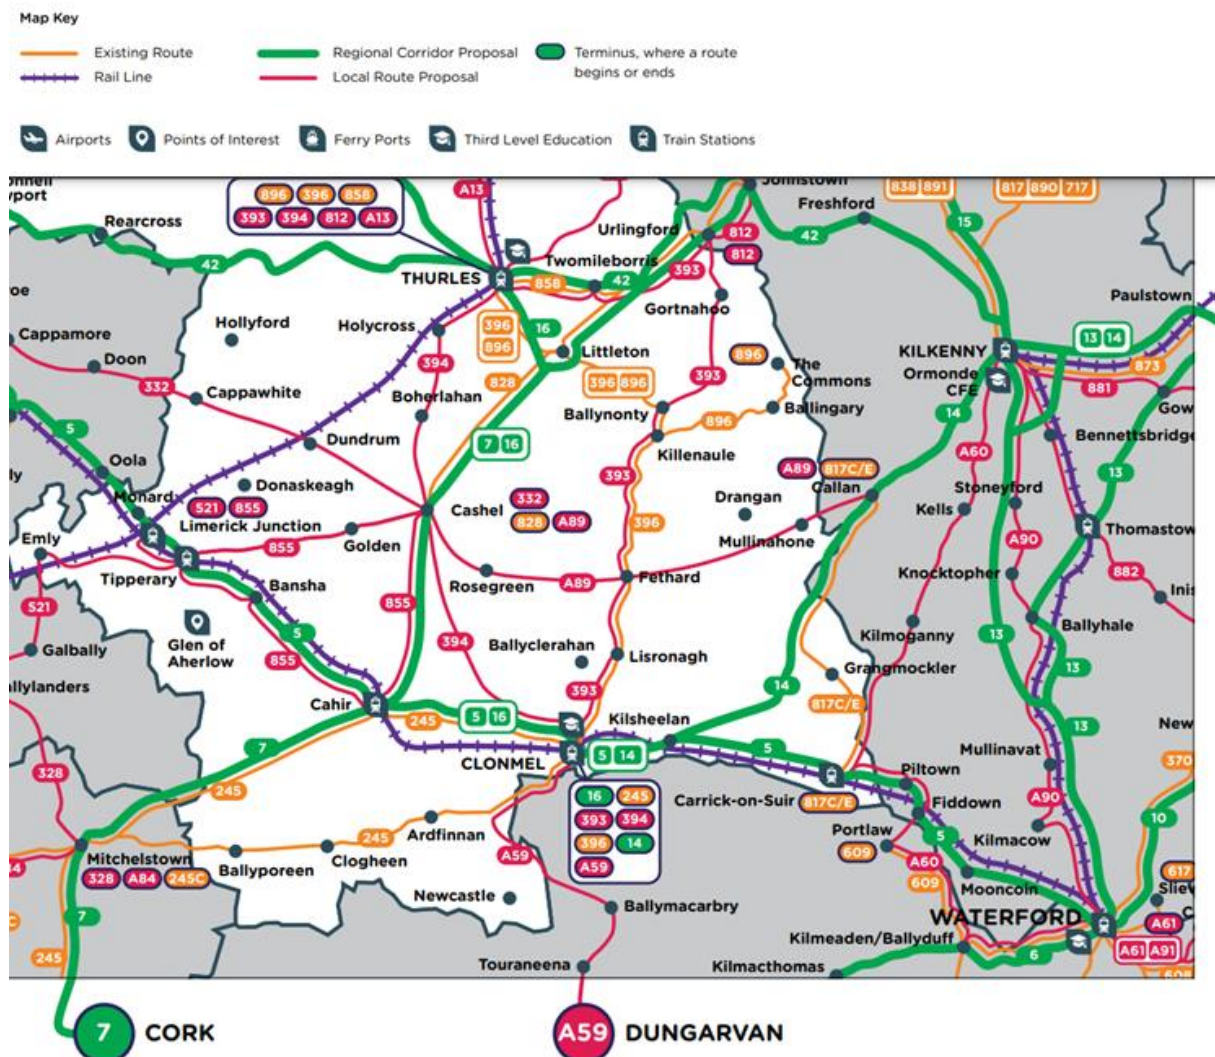 Map Key
Existing Route
Regional Corridor Proposal
Terminus, where a route
begins or ends
Rail Line
Local Route Proposal
Airports
Points of Interest
Ferry Ports
Third Level Education
Train Stations
Rearcross
896 396 858
393 394 812 A13
A13
Johnstown
838 891
817 890 717
Freshford
15
Urlingford
812
42
812
42
THURLES
Twomileborris
858
42
393
Gortnahoo
Paulstown
Cappamore
Hollyford
Holycross
396
896
16
Littleton
KILKENNY
13 14
Ormonde
CFE
873
881
Doon
332
Cappawhite
394
828
396 896
393
896
The
Commons
Boherlahan
Ballynonty
Ballingary
14
5
Dundrum
7 16
896
Killenaule
A60
Bennettsbridge
Oola
13
Monard
Donaskeagh
393
A89 817C/E
Callan
Stoneyford
521 855
Limerick Junction
Cashel
332
828 A89
Drangan
396
Kells
Emly
855
Golden
Mullinahone
A90
Tipperary
Bansha
Rosegreen
A89
Fethard
Knocktopher
882
521
855
Glen of
Aherlow
5
855
394
Ballyclerahan
Lisronagh
Kilmoganny
13
Ballyhale
Galbally
393
14
Grangmockler
13
Cahir
245
5 16
Kilsheelan
817C/E
7
CLONMEL
5 14
5
13
Mullinavat
370
328
245
16 245
393 394
396 14
A59
Carrick-on-Suir
817C/E
Piltown
Fiddown
A90
10
Mitchelstown
328 A84 245C
245
Ardfinnan
Clogheen
Ballyporeen
A59
Portlaw
609
5
Kilmacow
A60
609
Mooncoin
617
7
Newcastle
Ballymacarbry
WATERFORD
A61
245
Kilmeaden/Ballyduff
A61 A91
Touraneena
Kilmacthomas
6
7
CORK
A59
DUNGARVAN